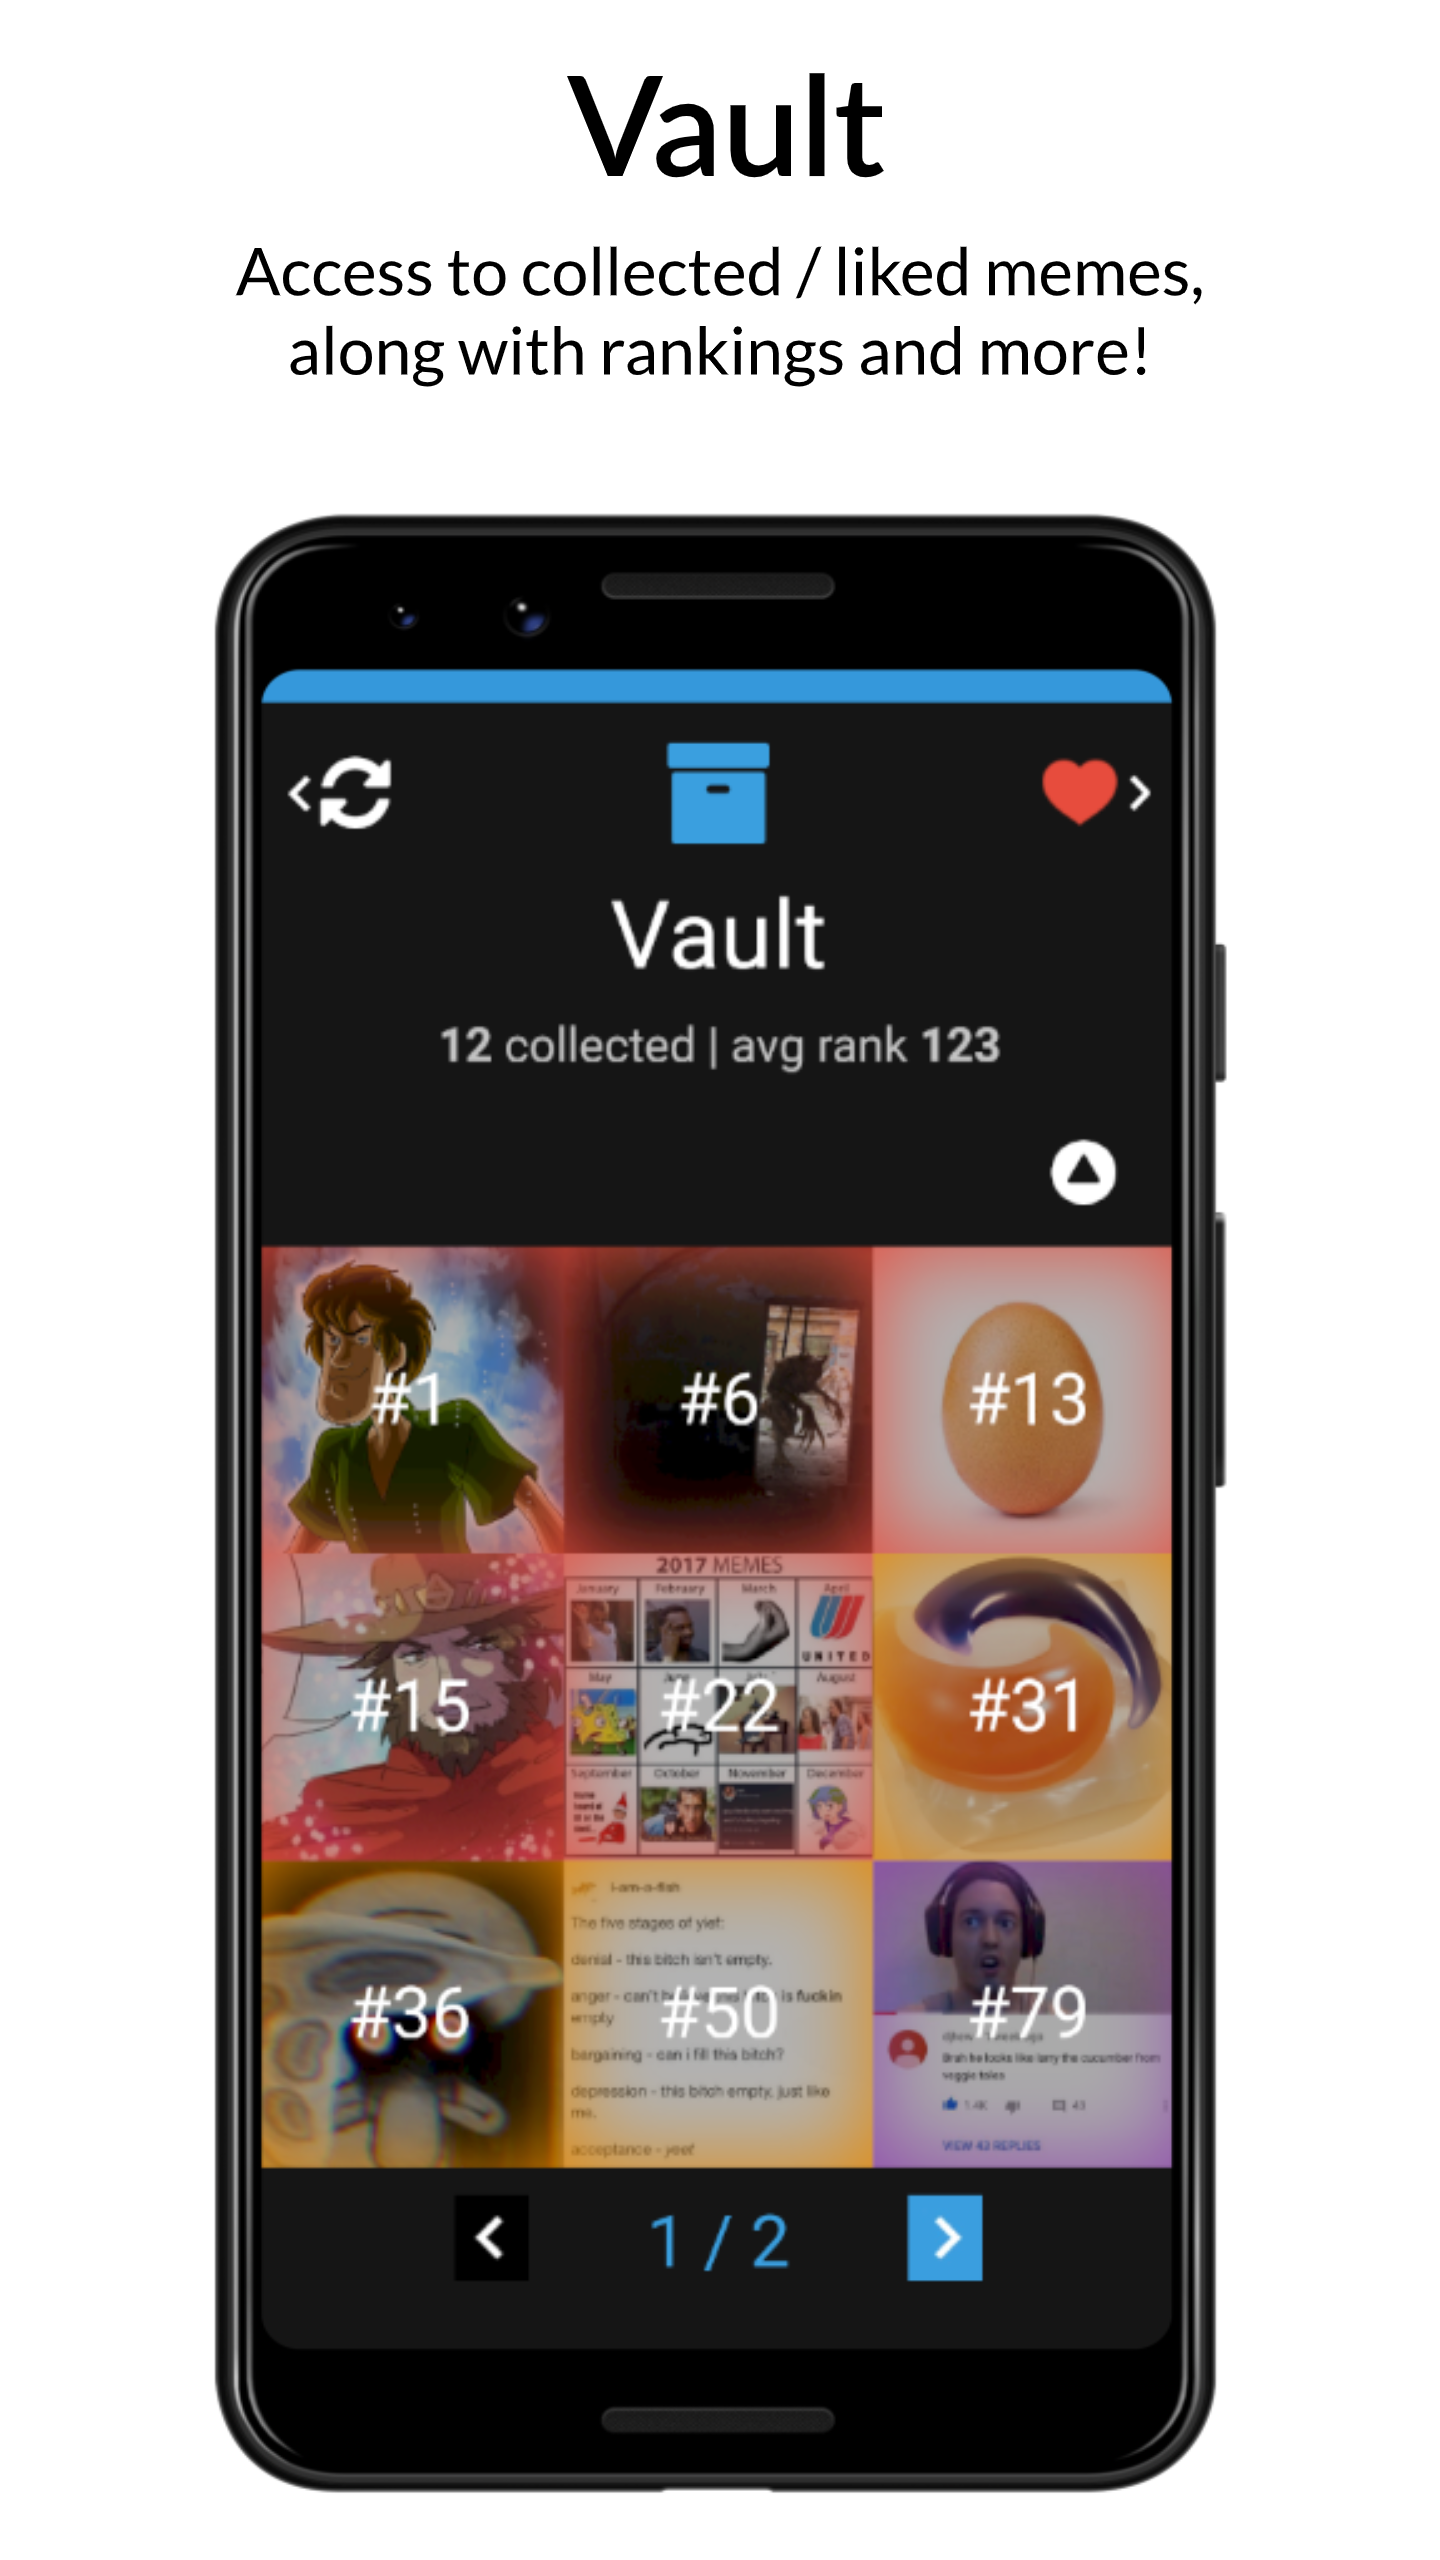 Vault
Access to collected / liked memes,
along with rankings and more!
Vault
12 collected | avg rank 123
#1
#6
#13
2017 MEMES
January February March April
UNITED
May June July August
September October November December
#15
#22
#31
i-am-a-fish
The five stages of yief:
denial - this bitch isn't empty.
anger - can't bitch is fuckin
empty
bargaining - can i fill this bitch?
depression - this bitch empty, just like
me.
acceptance - yeet
#36
#50
#79
Bruh he looks like larry the cucumber from
veggie tales
1.4K 43
VIEW 43 REPLIES
1 / 2